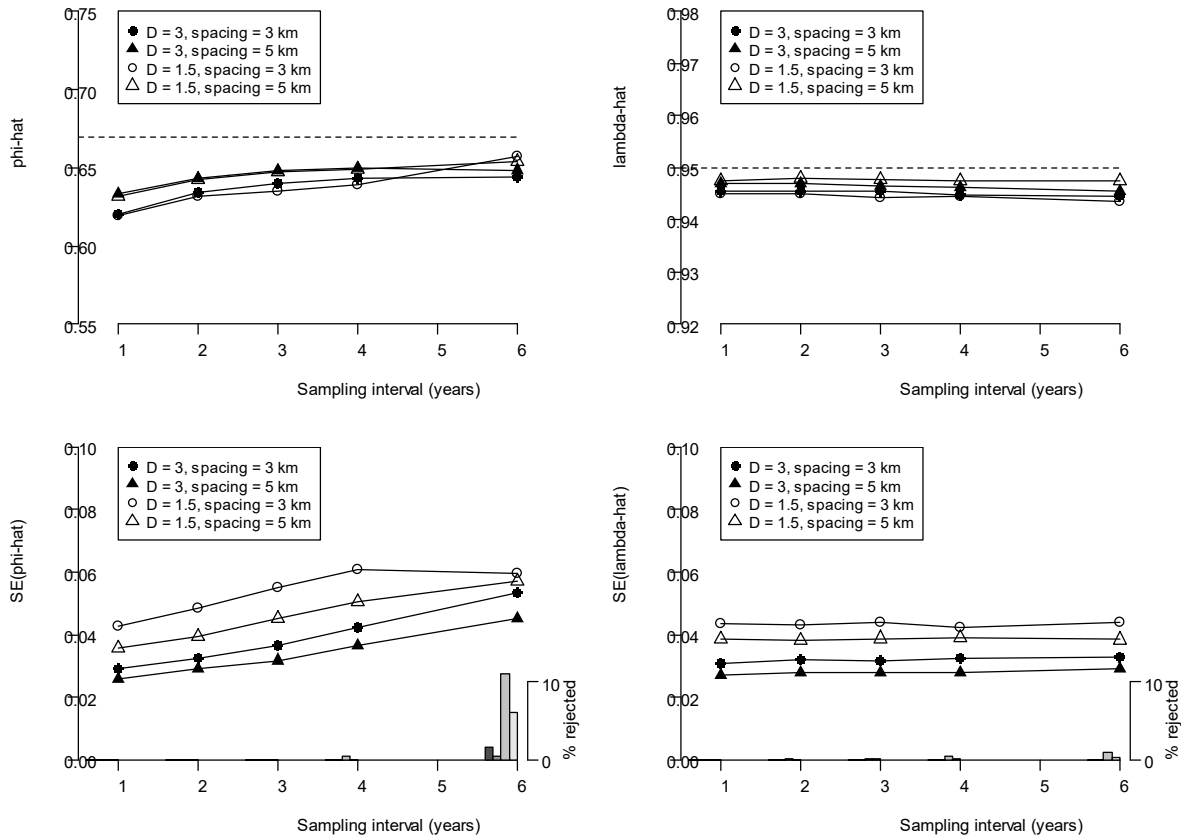 0.75
0.70
0.65
0.60
0.55
phi-hat
D = 3, spacing = 3 km
D = 3, spacing = 5 km
D = 1.5, spacing = 3 km
D = 1.5, spacing = 5 km
1 2 3 4 5 6
Sampling interval (years)
0.98
0.97
0.96
0.95
0.94
0.93
0.92
lambda-hat
D = 3, spacing = 3 km
D = 3, spacing = 5 km
D = 1.5, spacing = 3 km
D = 1.5, spacing = 5 km
1 2 3 4 5 6
Sampling interval (years)
0.10
0.08
0.06
0.04
0.02
0.00
SE(phi-hat)
D = 3, spacing = 3 km
D = 3, spacing = 5 km
D = 1.5, spacing = 3 km
D = 1.5, spacing = 5 km
10
0
% rejected
1 2 3 4 5 6
Sampling interval (years)
0.10
0.08
0.06
0.04
0.02
0.00
SE(lambda-hat)
D = 3, spacing = 3 km
D = 3, spacing = 5 km
D = 1.5, spacing = 3 km
D = 1.5, spacing = 5 km
10
0
% rejected
1 2 3 4 5 6
Sampling interval (years)